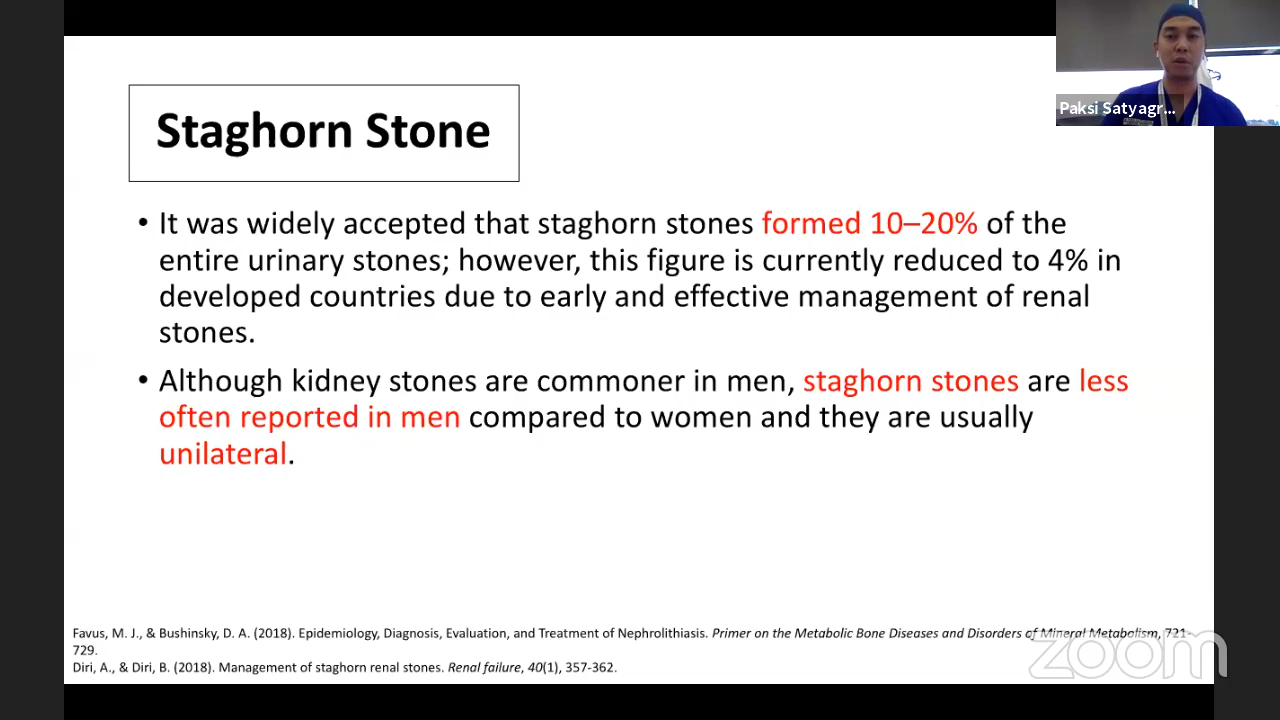 Paksi Satyagr...
Staghorn Stone
• It was widely accepted that staghorn stones formed 10–20% of the
entire urinary stones; however, this figure is currently reduced to 4% in
developed countries due to early and effective management of renal
stones.
• Although kidney stones are commoner in men, staghorn stones are less
often reported in men compared to women and they are usually
unilateral.
Favus, M. J., & Bushinsky, D. A. (2018). Epidemiology, Diagnosis, Evaluation, and Treatment of Nephrolithiasis. Primer on the Metabolic Bone Diseases and Disorders of Mineral Metabolism, 721-
729.
Diri, A., & Diri, B. (2018). Management of staghorn renal stones. Renal failure, 40(1), 357-362.
zoom